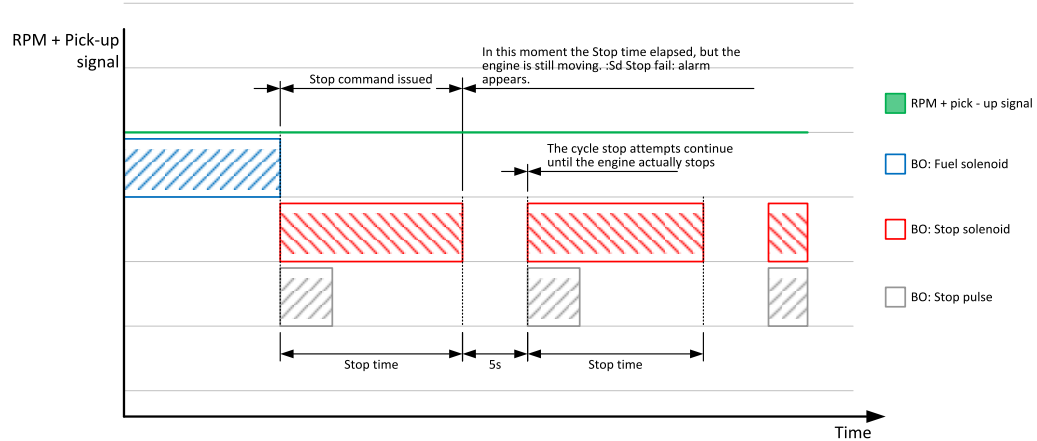 RPM + Pick-up
signal
In this moment the Stop time elapsed, but the
engine is still moving. :Sd Stop fail: alarm
appears.
Stop command issued
The cycle stop attempts continue
until the engine actually stops
RPM + pick - up signal
BO: Fuel solenoid
BO: Stop solenoid
BO: Stop pulse
Stop time
5s
Stop time
Time